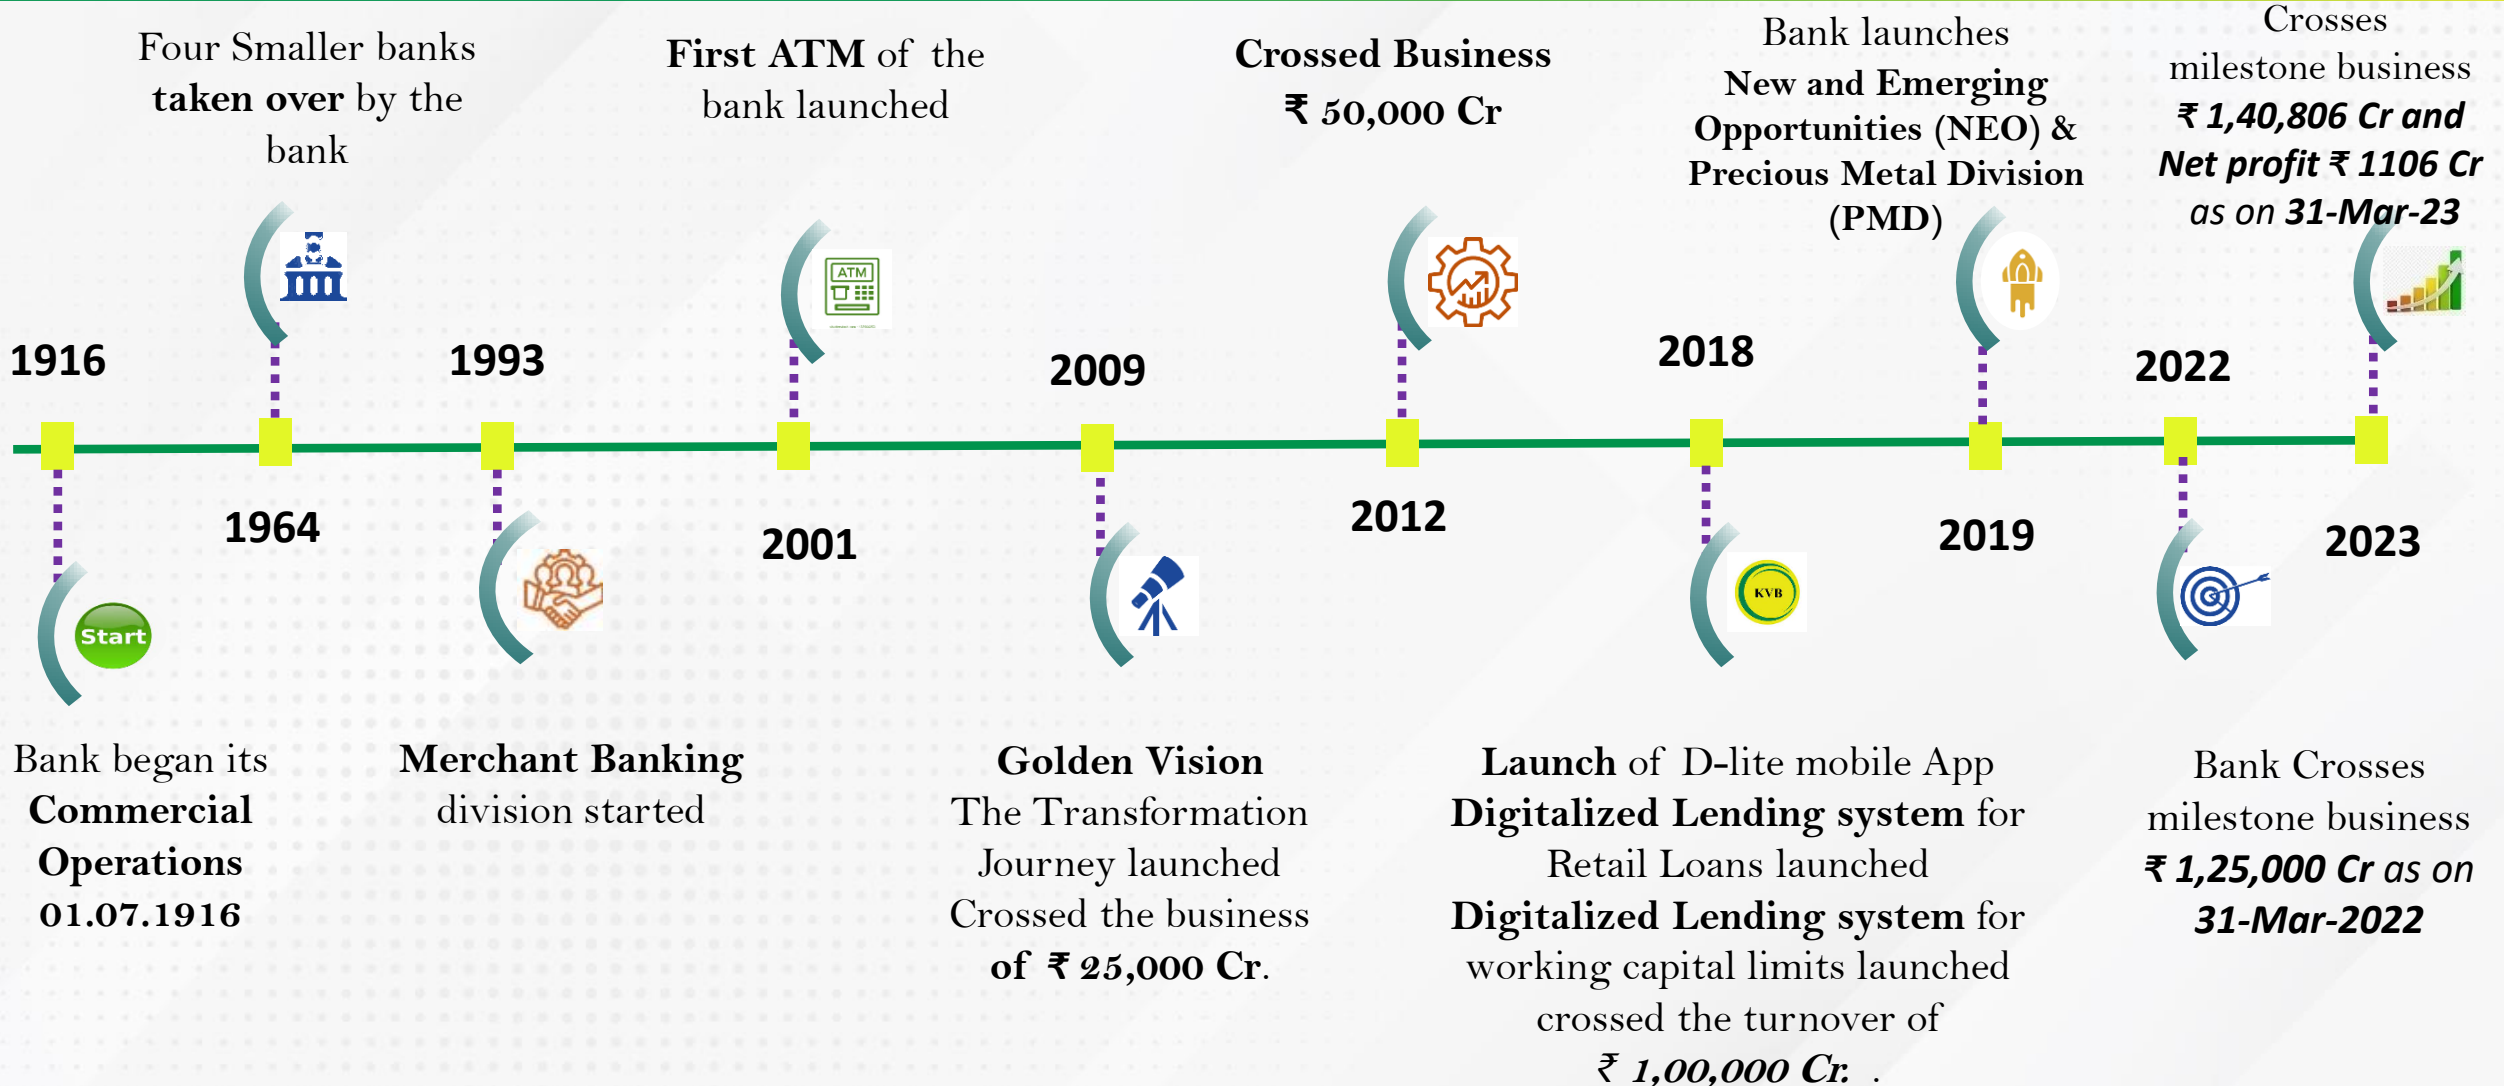 Four Smaller banks
taken over by the
bank
First ATM of the
bank launched
Crossed Business
₹ 50,000 Cr
Bank launches
New and Emerging
Opportunities (NEO) &
Precious Metal Division
(PMD)
Crosses
milestone business
₹ 1,40,806 Cr and
Net profit ₹ 1106 Cr
as on 31-Mar-23
ATM
1916
1993
2009
2018
2022
1964
2001
2012
2019
2023
Start
KVB
Bank began its
Commercial
Operations
01.07.1916
Merchant Banking
division started
Golden Vision
The Transformation
Journey launched
Crossed the business
of ₹ 25,000 Cr.
Launch of D-lite mobile App
Digitalized Lending system for
Retail Loans launched
Digitalized Lending system for
working capital limits launched
crossed the turnover of
₹ 1,00,000 Cr. .
Bank Crosses
milestone business
₹ 1,25,000 Cr as on
31-Mar-2022